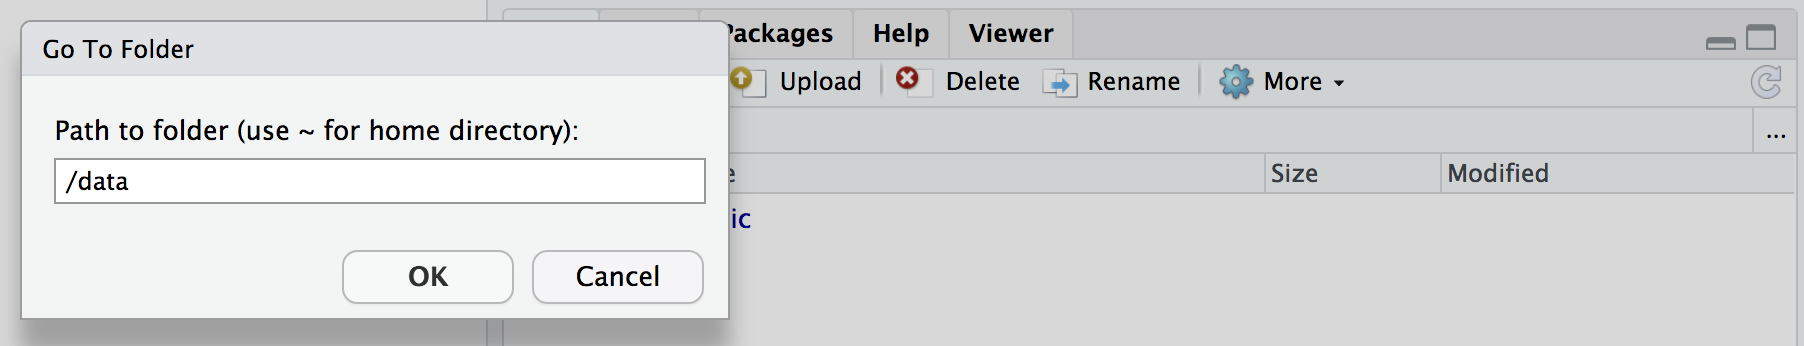 Go To Folder
Path to folder (use ~ for home directory):
/data
OK Cancel
Packages Help Viewer
Upload Delete Rename More
...
Size Modified